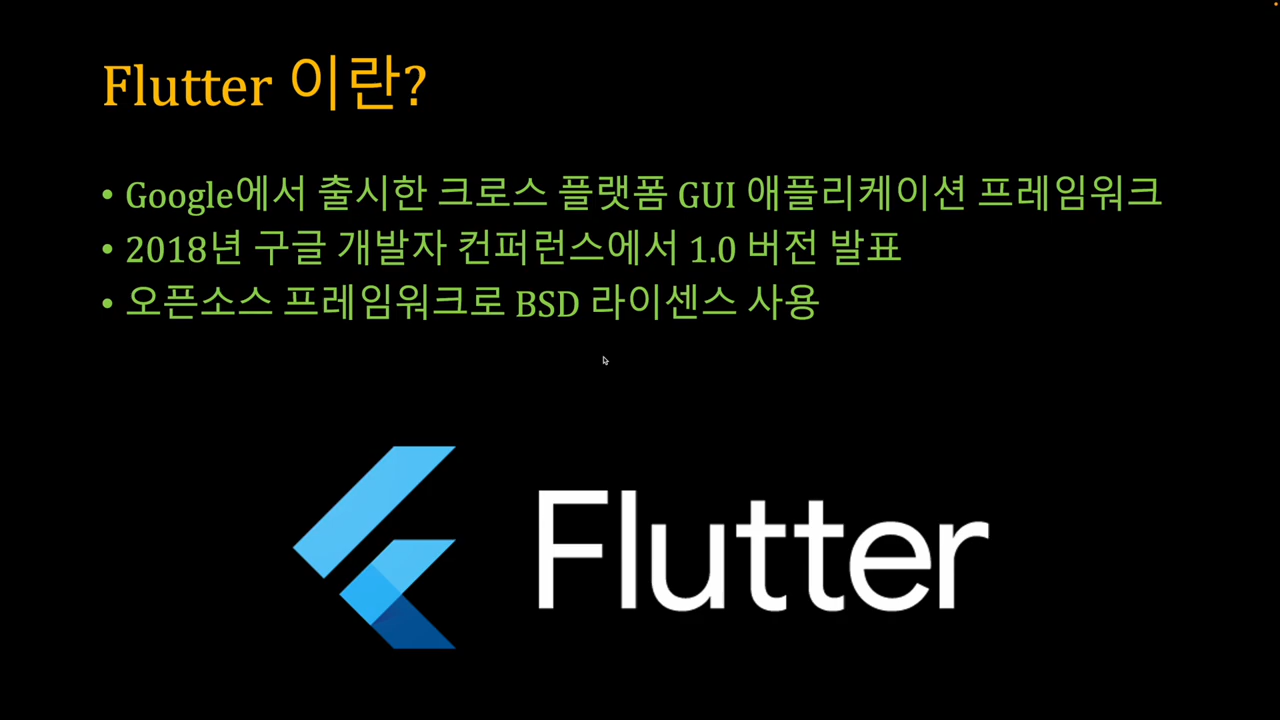 Flutter 이란?
• Google에서 출시한 크로스 플랫폼 GUI 애플리케이션 프레임워크
• 2018년 구글 개발자 컨퍼런스에서 1.0 버전 발표
• 오픈소스 프레임워크로 BSD 라이센스 사용
Flutter